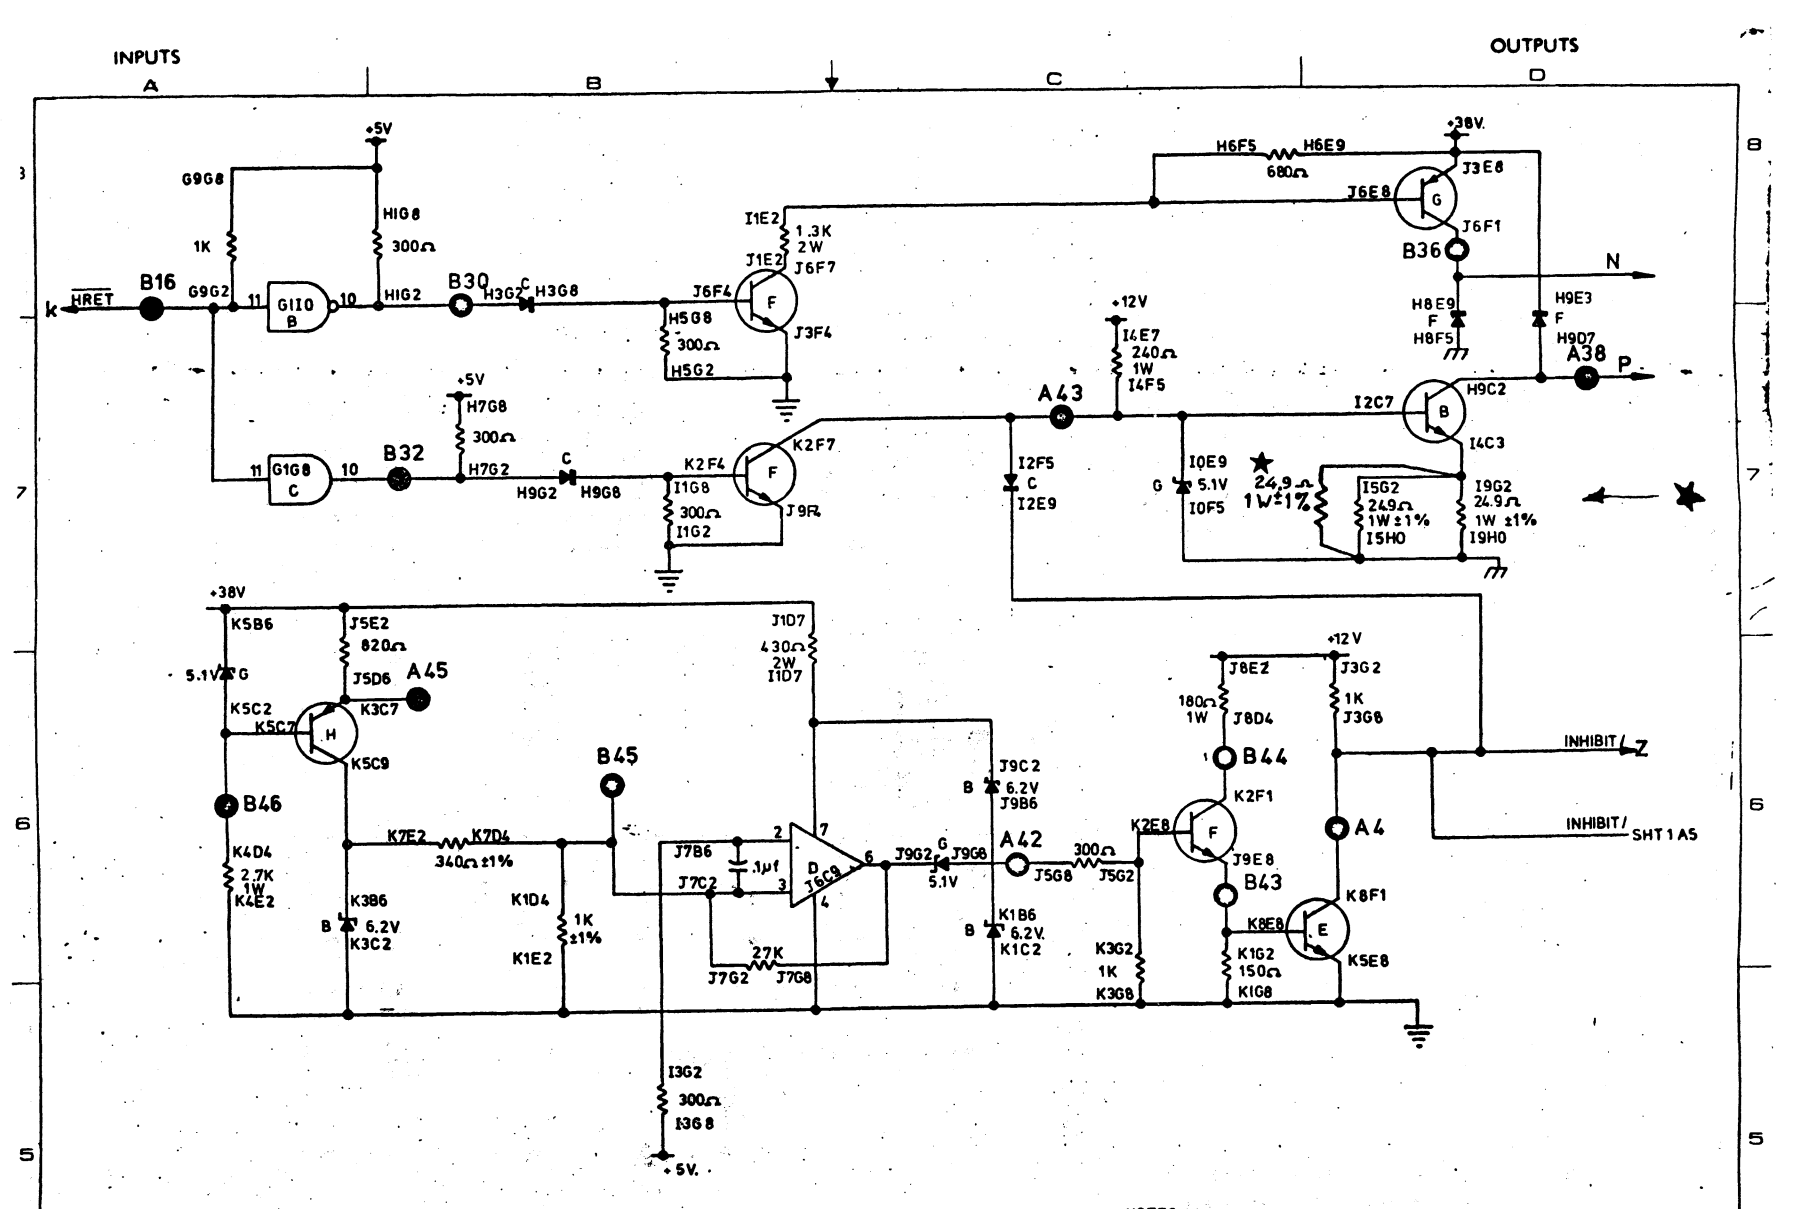 INPUTS
OUTPUTS
A
B
C
D
8
+5V
+38V.
8
G9G8
H1G8
1K
300Ω
H6F5
H6E9
680Ω
J3E8
J6E8
G
J6F1
I1E2
1.3K
2W
J1E2
J6F7
B36
N
k
HRET
B16
G9G2
11
G1I0
B
10
H1G2
B30
H3G2
C
H3G8
J6F4
F
J3F4
H5G8
300Ω
H5G2
+12V
I4E7
240Ω
1W
I4F5
H8E9
F
H8F5
H9E3
F
H9D7
A38
P
+5V
H7G8
300Ω
H7G2
A43
I2C7
B
H9C2
I4C3
11
G1G8
C
10
B32
C
H9G2
H9G8
K2F4
F
K2F7
J9F4
I1G8
300Ω
I1G2
I2F5
C
I2E9
G
I0E9
5.1V
I0F5
24.9Ω
1W±1%
I5G2
24.9Ω
1W ±1%
I5H0
I9G2
24.9Ω
1W ±1%
I9H0
7
7
+38V
K5B6
J5E2
820Ω
5.1V
G
J5D6
A45
K5C2
K5C7
K3C7
H
K5C9
J1D7
430Ω
2W
I1D7
+12V
J8E2
J3G2
180Ω
1W
J8D4
1K
J3G8
B46
B45
J9C2
B
6.2V
J9B6
B44
INHIBIT/
Z
6
6
K7E2
K7D4
340Ω±1%
J7B6
2
7
.1µf
D
J6C9
6
J7C2
3
4
J9G2
G
J9G8
5.1V
A42
J5G8
300Ω
J5G2
K2E8
K2F1
F
J9E8
A4
INHIBIT/
SHT 1 A5
K4D4
2.7K
1W
K4E2
K3B6
B
6.2V
K3C2
K1D4
1K
±1%
K1E2
27K
J7G2
J7G8
K1B6
B
6.2V.
K1C2
K3G2
1K
K3G8
B43
K8E8
K1G2
150Ω
K1G8
E
K8F1
K5E8
I3G2
300Ω
I3G8
+5V.
5
5